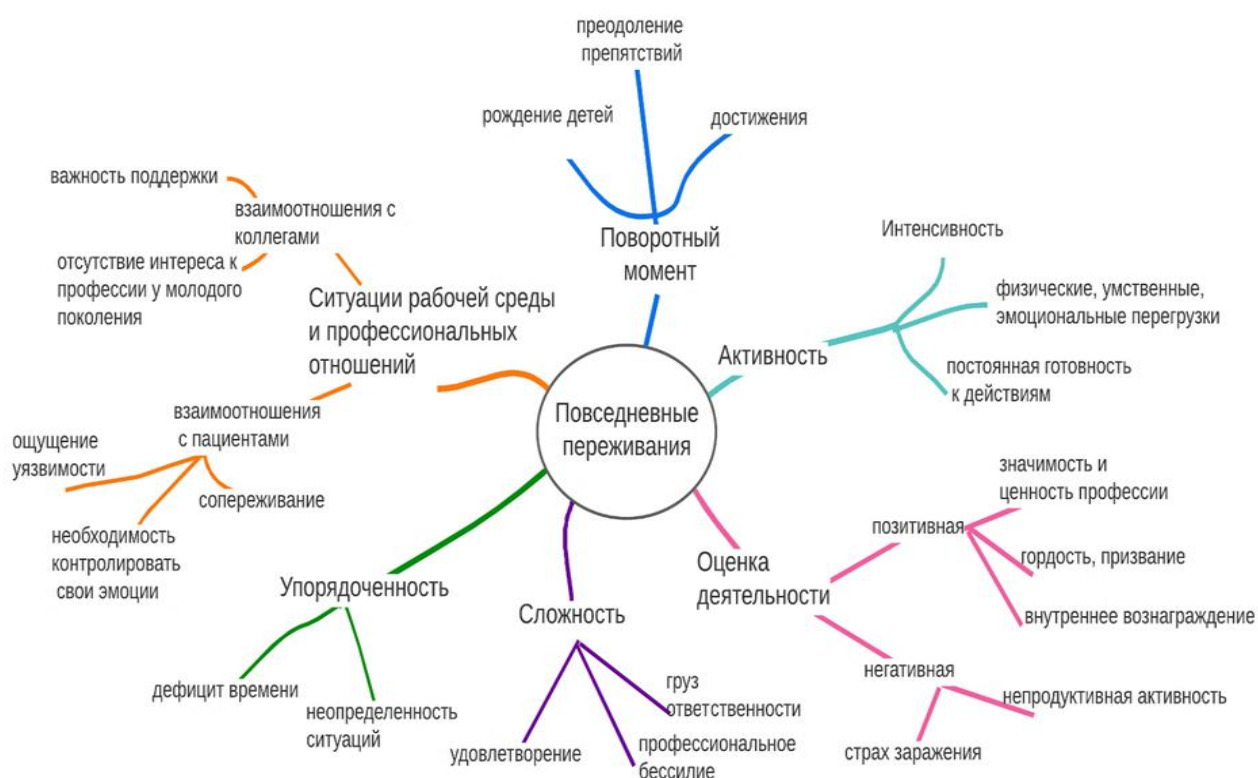 преодоление
препятствий
рождение детей
достижения
Поворотный
момент
важность поддержки
взаимоотношения с
коллегами
отсутствие интереса к
профессии у молодого
поколения
Ситуации рабочей среды
и профессиональных
отношений
взаимоотношения
с пациентами
ощущение
уязвимости
сопереживание
необходимость
контролировать
свои эмоции
Интенсивность
физические, умственные,
эмоциональные перегрузки
Активность
постоянная готовность
к действиям
Повседневные
переживания
значимость и
ценность профессии
позитивная
гордость, призвание
внутреннее вознаграждение
Оценка
деятельности
негативная
непродуктивная активность
страх заражения
Упорядоченность
дефицит времени
неопределенность
ситуаций
Сложность
груз
ответственности
удовлетворение
профессиональное
бессилие